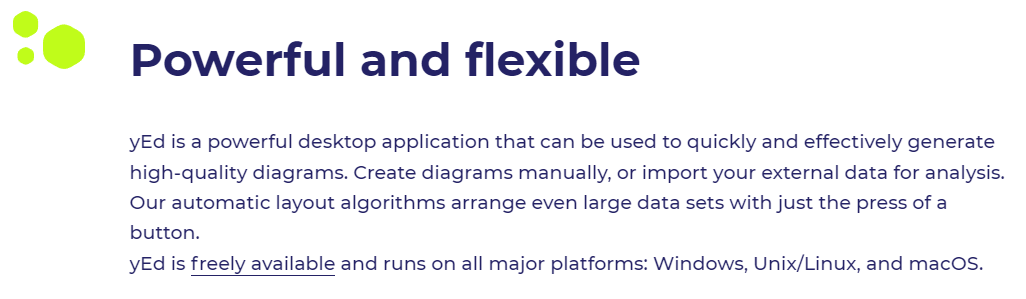 Powerful and flexible
yEd is a powerful desktop application that can be used to quickly and effectively generate
high-quality diagrams. Create diagrams manually, or import your external data for analysis.
Our automatic layout algorithms arrange even large data sets with just the press of a
button.
yEd is freely available and runs on all major platforms: Windows, Unix/Linux, and macOS.